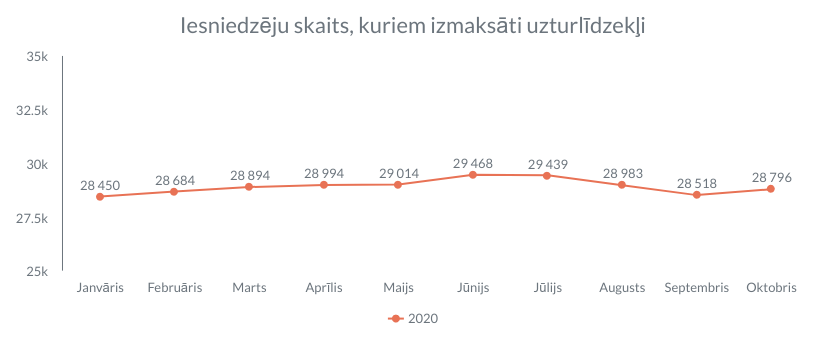 Iesniedzēju skaits, kuriem izmaksāti uzturlīdzekļi
35k
32.5k
30k
27.5k
25k
28 450
28 684
28 894
28 994
29 014
29 468
29 439
28 983
28 518
28 796
Janvāris
Februāris
Marts
Aprīlis
Maijs
Jūnijs
Jūlijs
Augusts
Septembris
Oktobris
2020